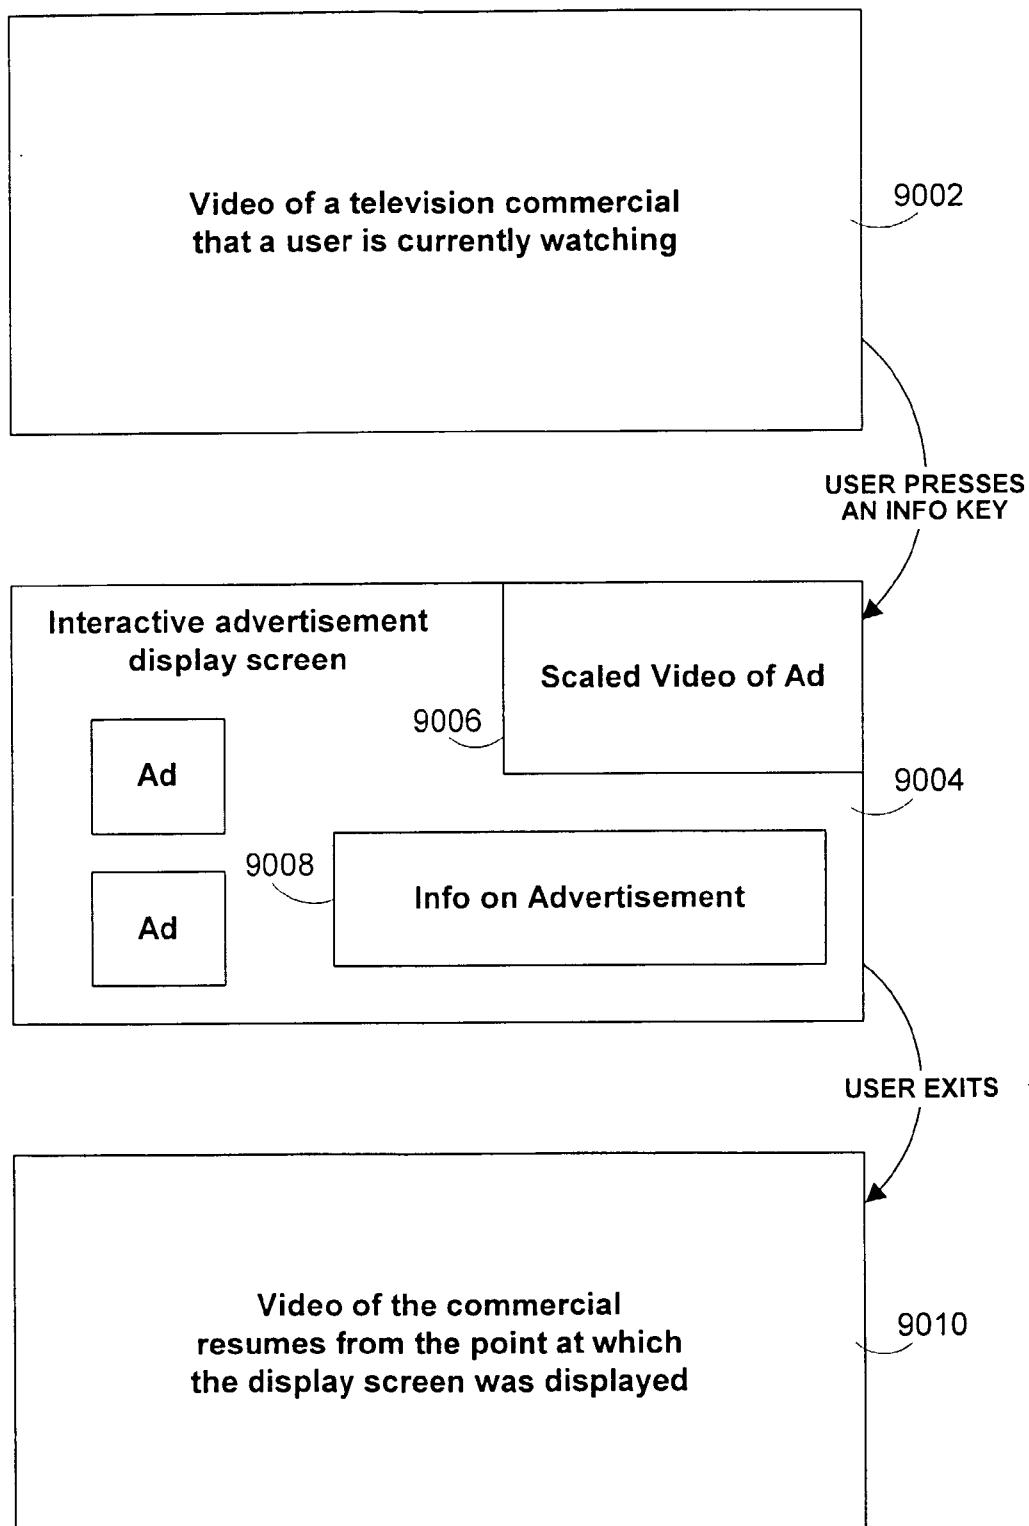 Video of a television commercial
that a user is currently watching
9002
USER PRESSES
AN INFO KEY
Interactive advertisement
display screen
Scaled Video of Ad
9006
9004
Ad
9008
Info on Advertisement
Ad
USER EXITS
Video of the commercial
resumes from the point at which
the display screen was displayed
9010